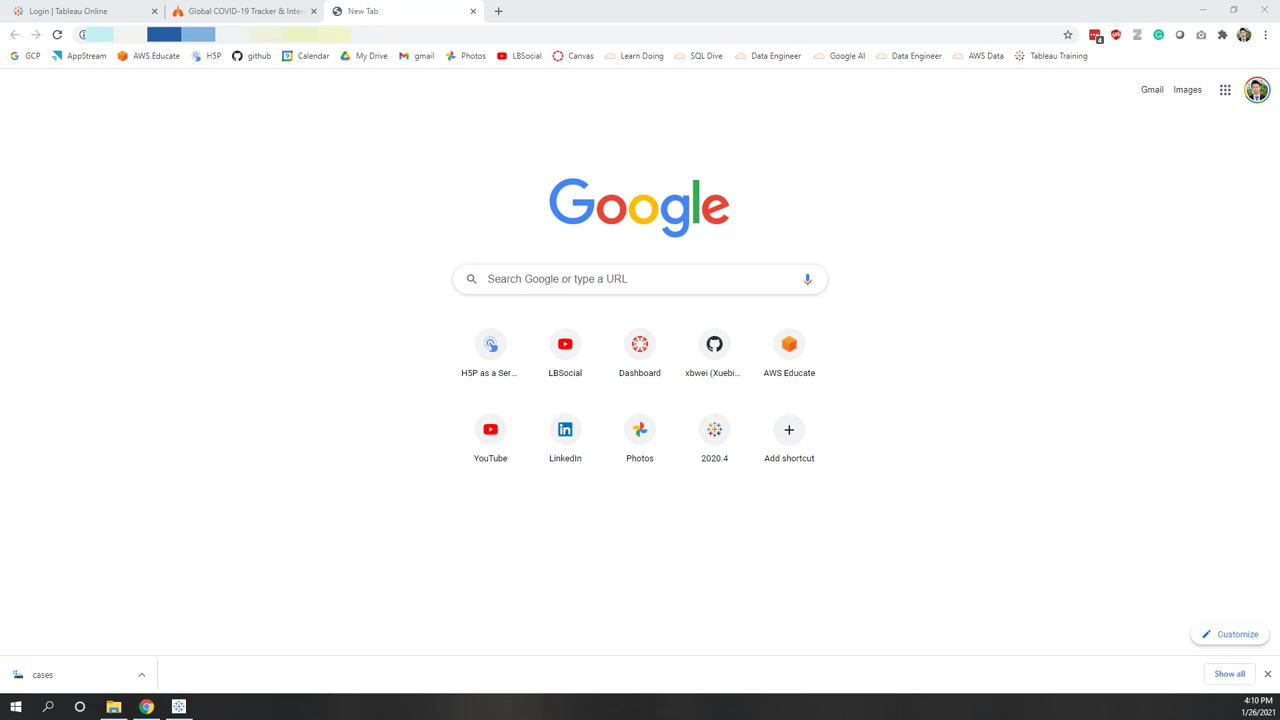 Login | Tableau Online
Global COVID-19 Tracker & Inter
New Tab
GCP AppStream AWS Educate H5P github Calendar My Drive gmail Photos LBSocial Canvas Learn Doing SQL Dive Data Engineer Google AI Data Engineer AWS Data Tableau Training
4
Gmail Images
Google
Search Google or type a URL
H5P as a Ser... LBSocial Dashboard xbwei (Xuebi... AWS Educate
YouTube LinkedIn Photos 2020.4 Add shortcut
Customize
cases
Show all
4:10 PM
1/26/2021